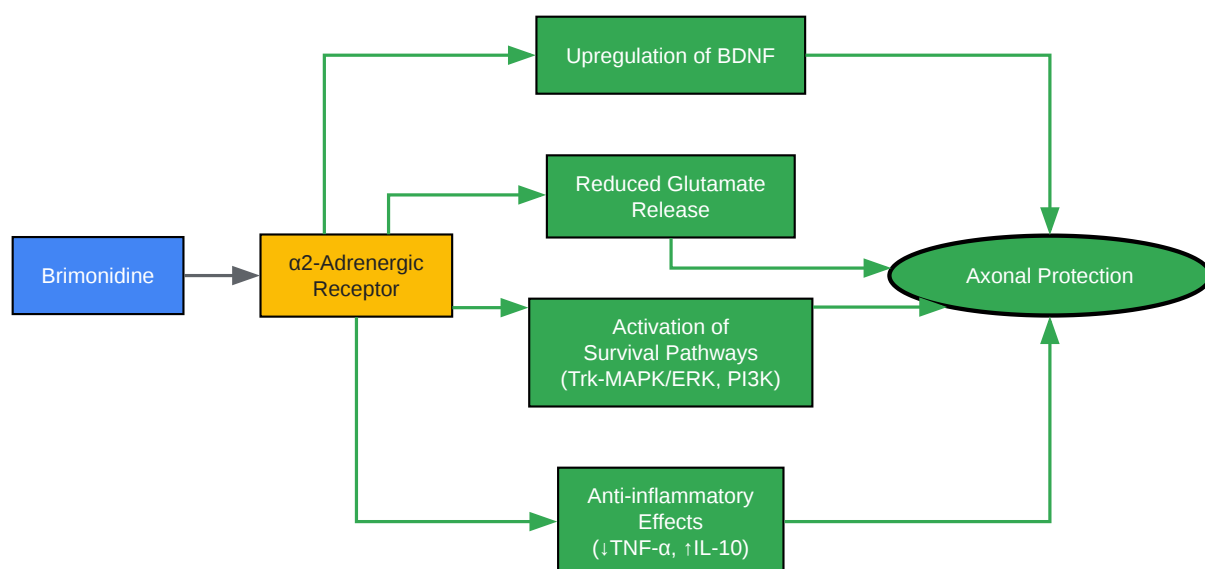 Upregulation of BDNF
Reduced Glutamate
Release
Brimonidine
α2-Adrenergic
Receptor
Axonal Protection
Activation of
Survival Pathways
(Trk-MAPK/ERK, PI3K)
Anti-inflammatory
Effects
(↓TNF-α, ↑IL-10)